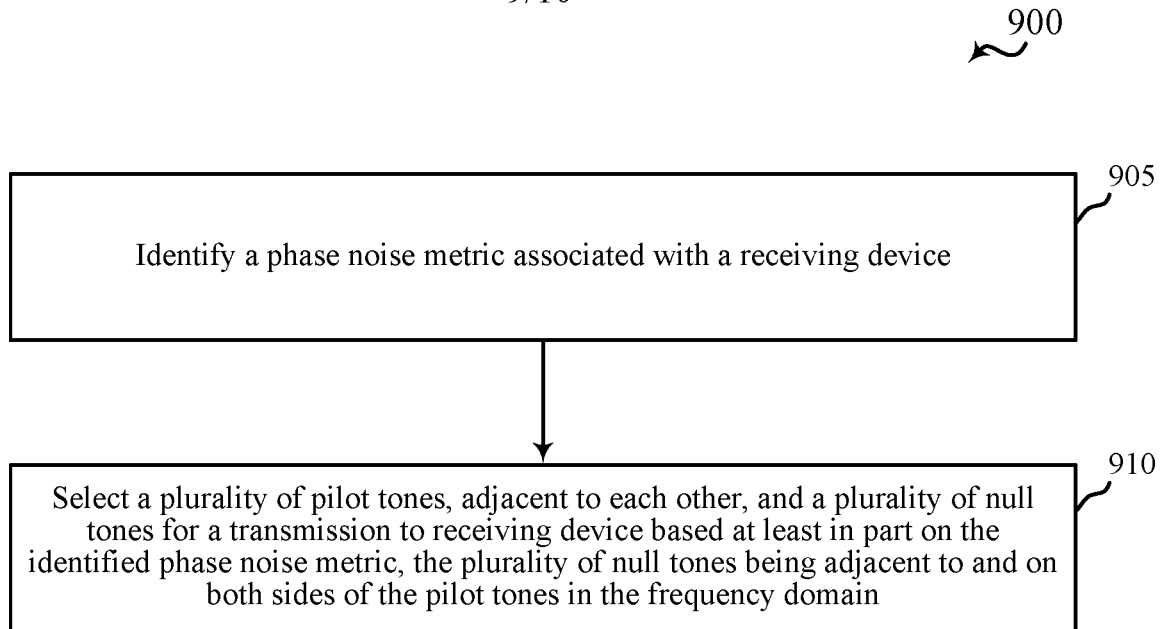 9/10
900
905
Identify a phase noise metric associated with a receiving device
910
Select a plurality of pilot tones, adjacent to each other, and a plurality of null
tones for a transmission to receiving device based at least in part on the
identified phase noise metric, the plurality of null tones being adjacent to and on
both sides of the pilot tones in the frequency domain